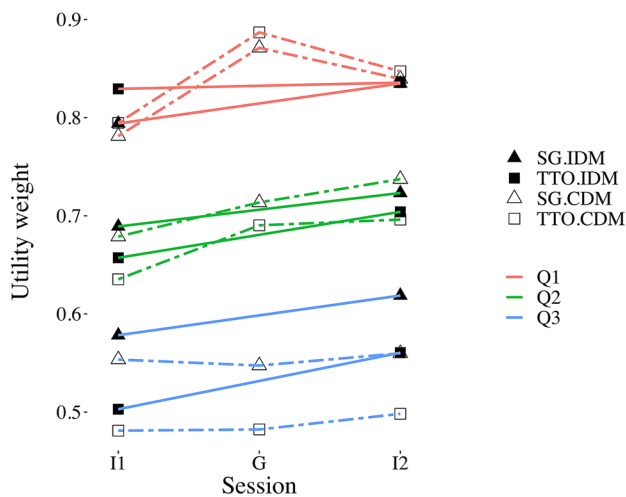 0.9
0.8
0.7
0.6
0.5
Utility weight
I1
G
I2
Session
SG.IDM
TTO.IDM
SG.CDM
TTO.CDM
Q1
Q2
Q3